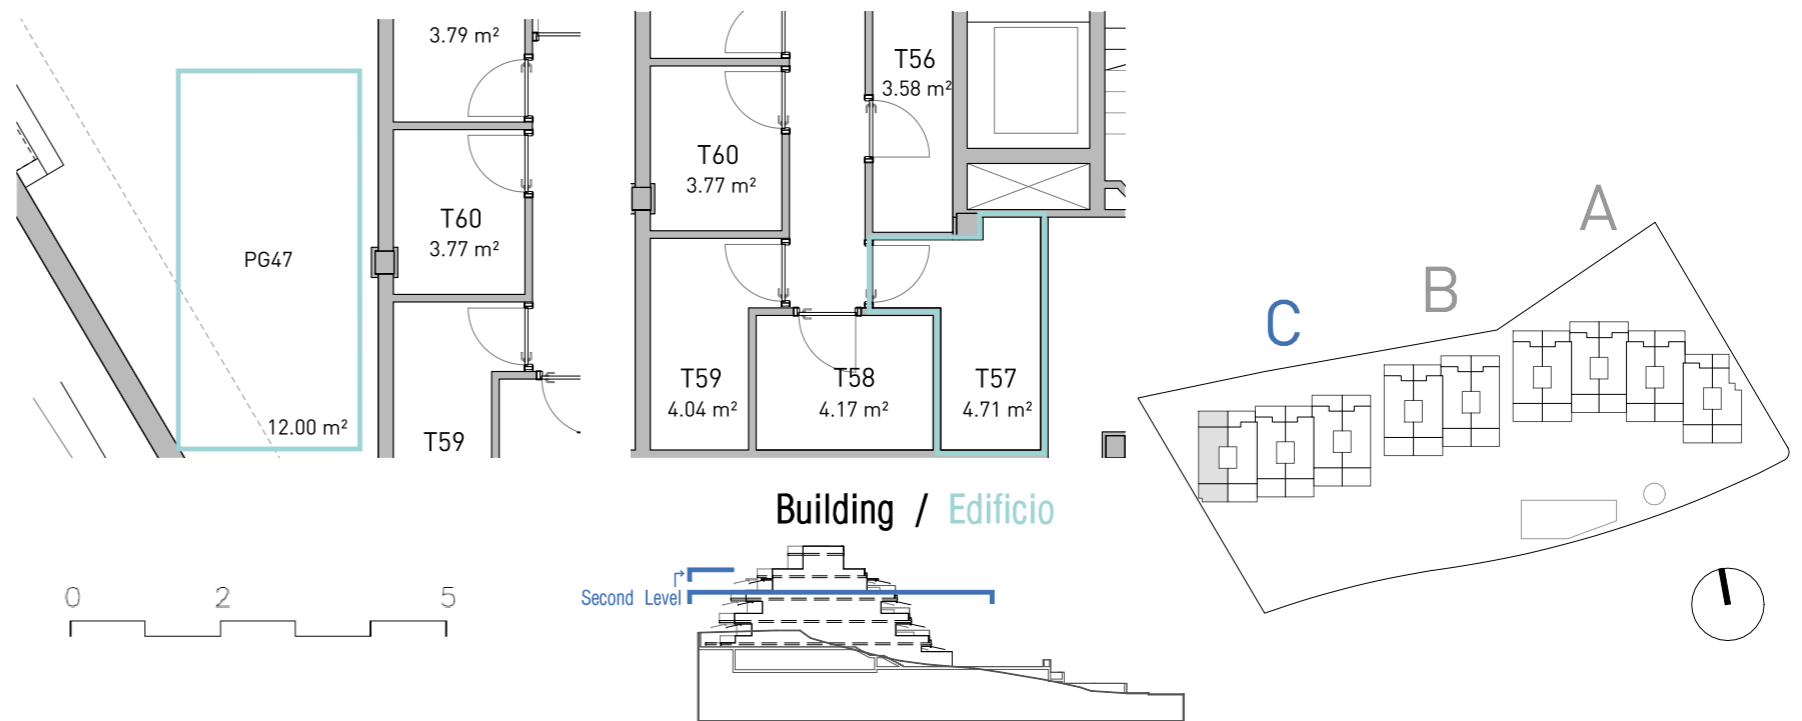 3.79 m²
T60
3.77 m²
PG47
12.00 m²
T59
T56
3.58 m²
T60
3.77 m²
T59
4.04 m²
T58
4.17 m²
T57
4.71 m²
A
B
C
Building / Edificio
Second Level
0 2 5